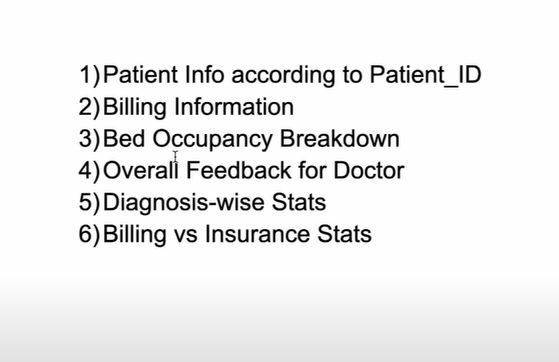 1)Patient Info according to Patient_ID
2)Billing Information
3)Bed Occupancy Breakdown
4)Overall Feedback for Doctor
5)Diagnosis-wise Stats
6)Billing vs Insurance Stats